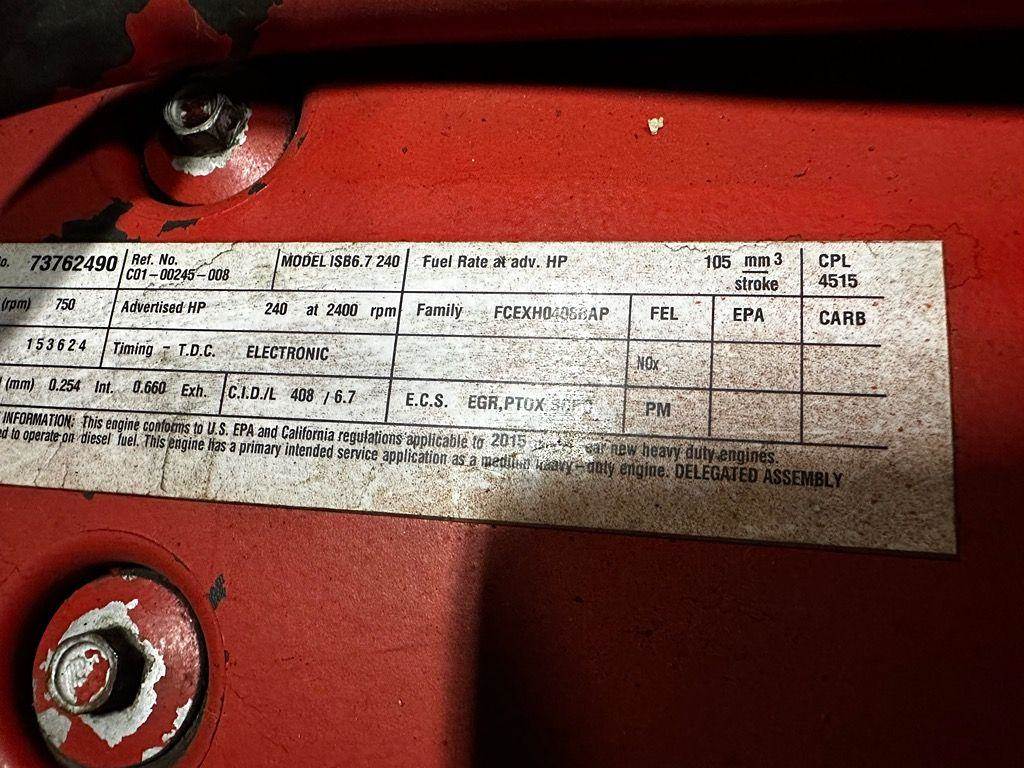 o. 73762490 Ref. No. MODEL ISB6.7 240 Fuel Rate at adv. HP 105 mm3 CPL
C01-00245-008 stroke 4515
(rpm) 750 Advertised HP 240 at 2400 rpm Family FEL EPA CARB
153624 Timing - T.D.C. ELECTRONIC NOx
(mm) 0.254 Int. 0.660 Exh. C.I.D./L 408 / 6.7 E.C.S. EGR,PTOX PM
INFORMATION: This engine conforms to U.S. EPA and California regulations applicable to 2015 new heavy duty engines.
ed to operate on diesel fuel. This engine has a primary intended service application as a medium heavy-duty engine. DELEGATED ASSEMBLY